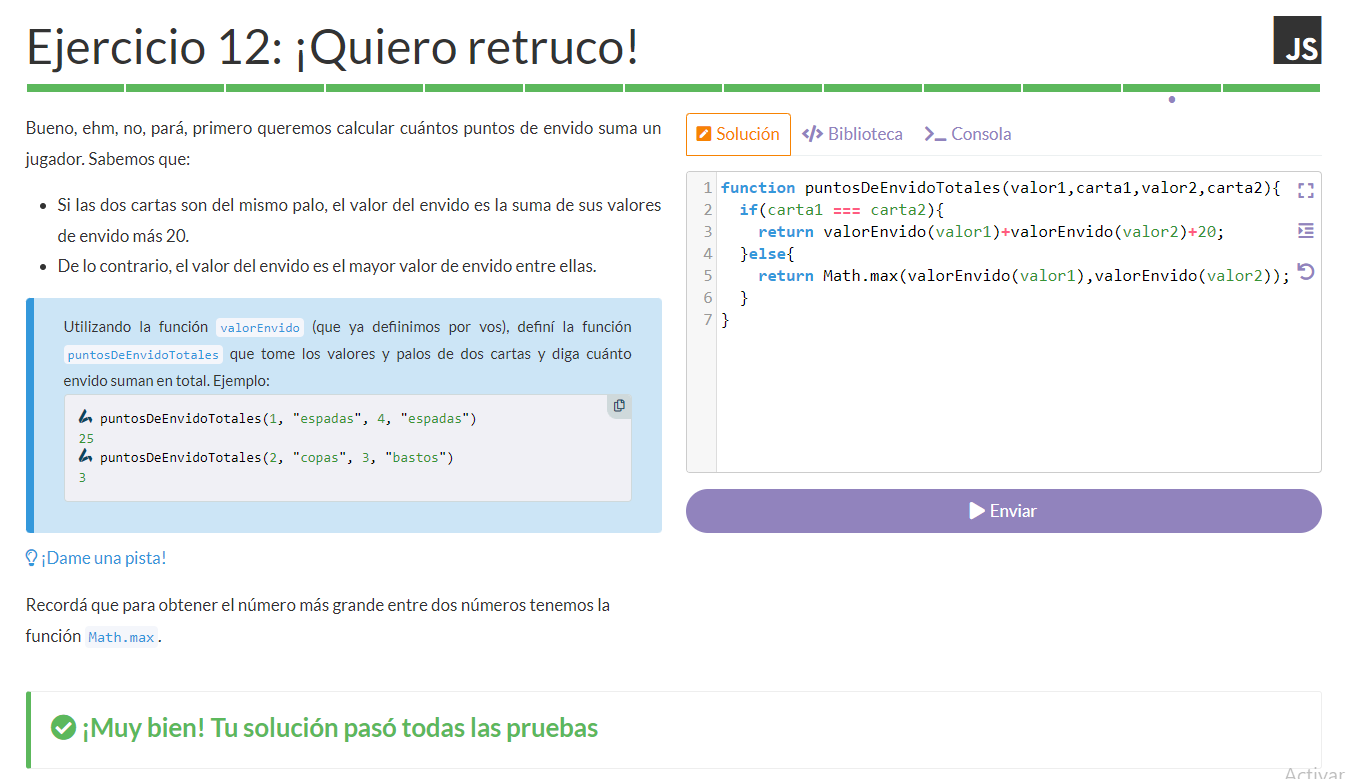 Ejercicio 12: ¡Quiero retruco!
JS
Bueno, ehm, no, pará, primero queremos calcular cuántos puntos de envido suma un
jugador. Sabemos que:
Si las dos cartas son del mismo palo, el valor del envido es la suma de sus valores
de envido más 20.
De lo contrario, el valor del envido es el mayor valor de envido entre ellas.
Utilizando la función valorEnvido (que ya defiinimos por vos), definí la función
puntosDeEnvidoTotales que tome los valores y palos de dos cartas y diga cuánto
envido suman en total. Ejemplo:
puntosDeEnvidoTotales(1, "espadas", 4, "espadas")
25
puntosDeEnvidoTotales(2, "copas", 3, "bastos")
3
¡Dame una pista!
Recordá que para obtener el número más grande entre dos números tenemos la
función Math.max.
Solución
Biblioteca
Consola
1 function puntosDeEnvidoTotales(valor1,carta1,valor2,carta2){
2 if(carta1 === carta2){
3 return valorEnvido(valor1)+valorEnvido(valor2)+20;
4 }else{
5 return Math.max(valorEnvido(valor1),valorEnvido(valor2));
6 }
7 }
Enviar
¡Muy bien! Tu solución pasó todas las pruebas
Activar